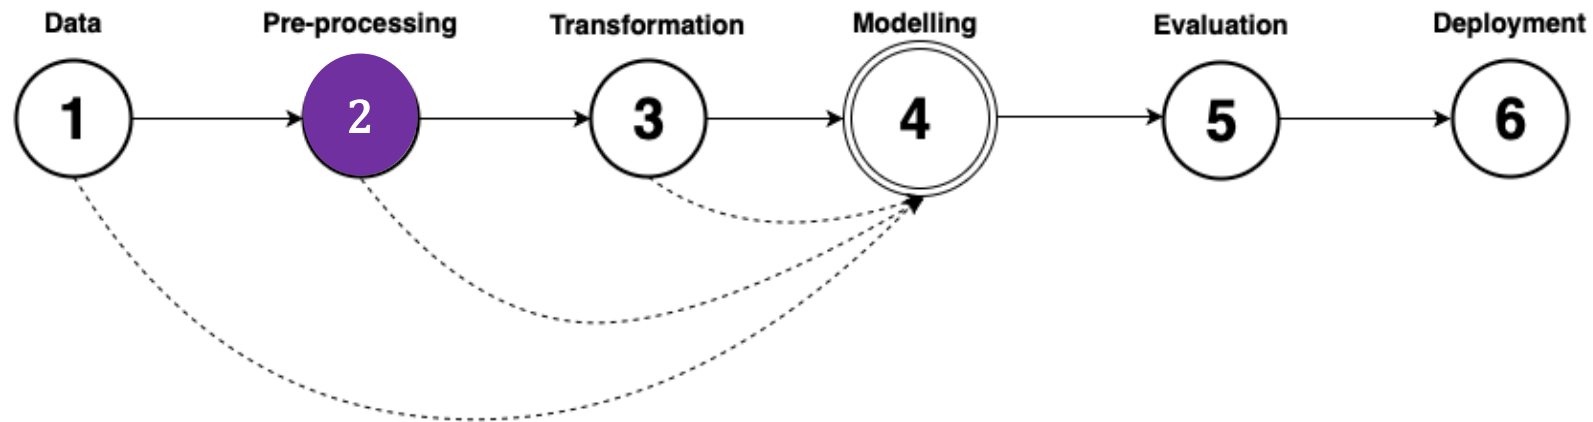 Data Pre-processing Transformation Modelling Evaluation Deployment
1 2 3 4 5 6